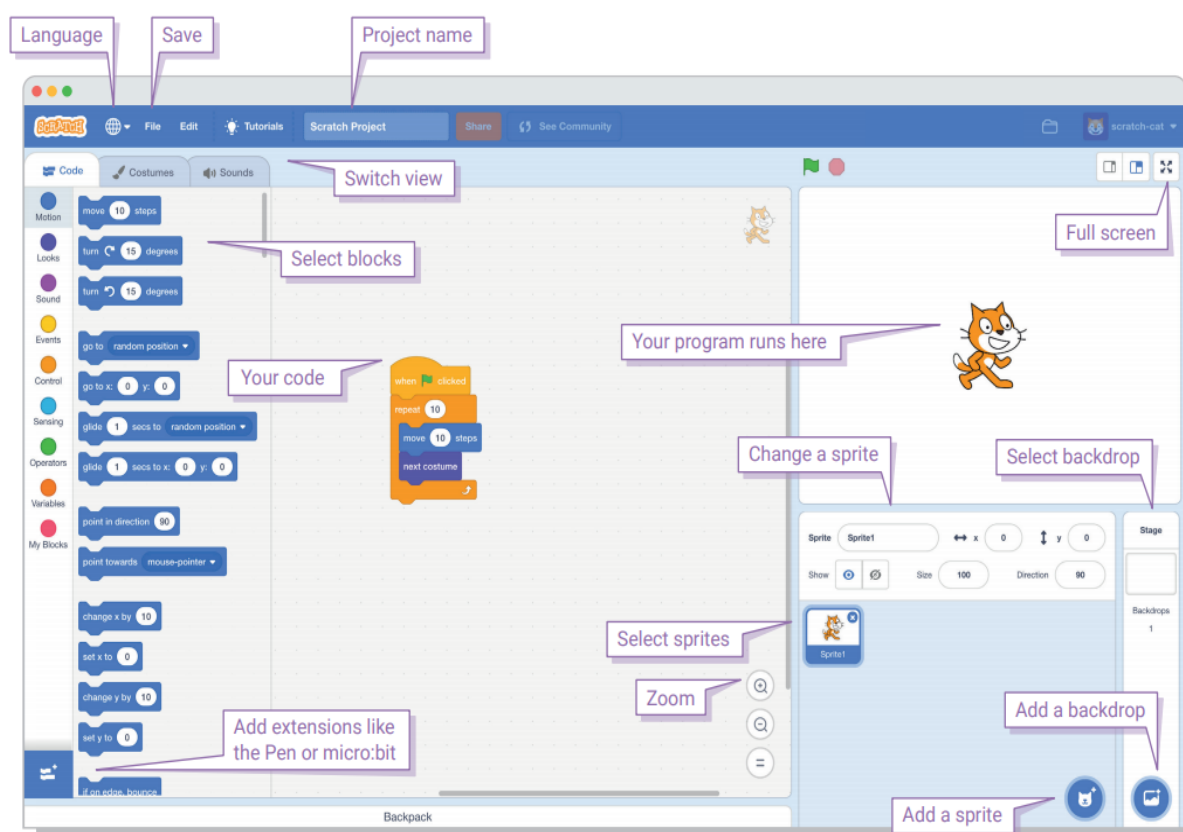 Language
Save
Project name
SCRATCH
File
Edit
Tutorials
Scratch Project
Share
See Community
scratch-cat
Code
Costumes
Sounds
Switch view
Full screen
Motion
Looks
Sound
Events
Control
Sensing
Operators
Variables
My Blocks
move 10 steps
turn 15 degrees
turn 15 degrees
go to random position
go to x: 0 y: 0
glide 1 secs to random position
glide 1 secs to x: 0 y: 0
point in direction 90
point towards mouse-pointer
change x by 10
set x to 0
change y by 10
set y to 0
if on edge, bounce
Select blocks
Your code
when clicked
repeat 10
move 10 steps
next costume
Your program runs here
Change a sprite
Select backdrop
Sprite Sprite1 x 0 y 0
Show Size 100 Direction 90
Stage
Backdrops
1
Select sprites
Sprite1
Zoom
Add extensions like
the Pen or micro:bit
Add a backdrop
Add a sprite
Backpack